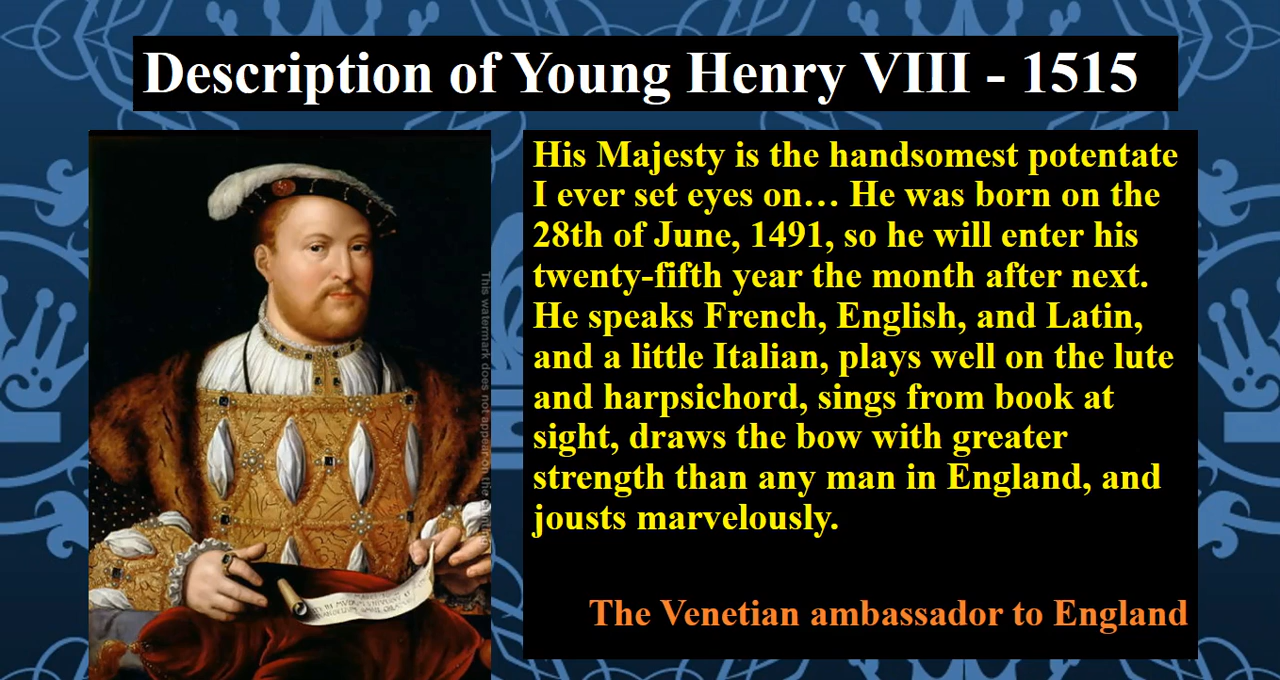 Description of Young Henry VIII - 1515
His Majesty is the handsomest potentate
I ever set eyes on… He was born on the
28th of June, 1491, so he will enter his
twenty-fifth year the month after next.
He speaks French, English, and Latin,
and a little Italian, plays well on the lute
and harpsichord, sings from book at
sight, draws the bow with greater
strength than any man in England, and
jousts marvelously.
The Venetian ambassador to England
This watermark does not appear on the